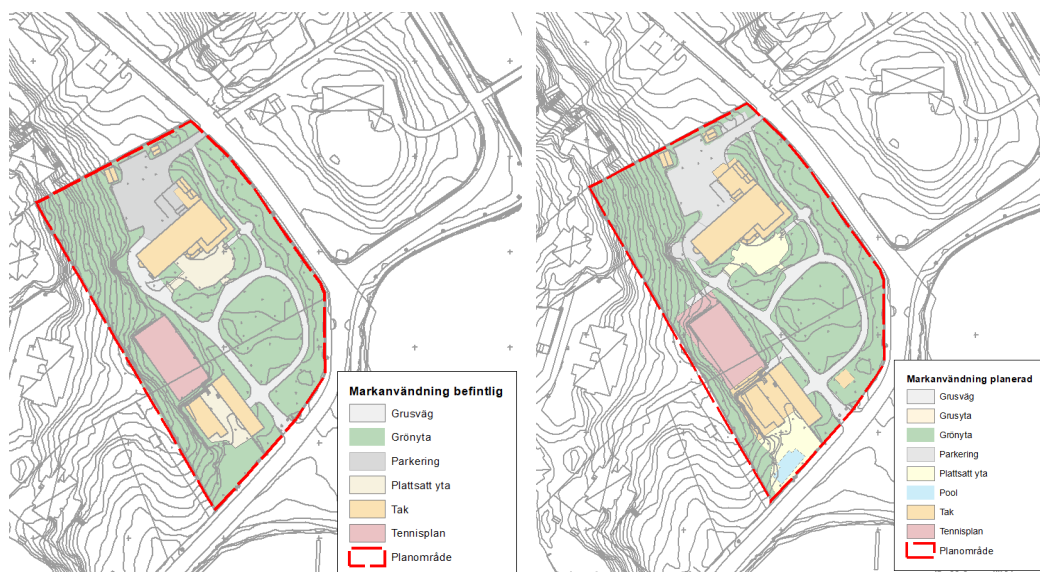 Markanvändning befintlig
Grusväg
Grönyta
Parkering
Plattsatt yta
Tak
Tennisplan
Planområde
Markanvändning planerad
Grusväg
Grusyta
Grönyta
Parkering
Plattsatt yta
Pool
Tak
Tennisplan
Planområde